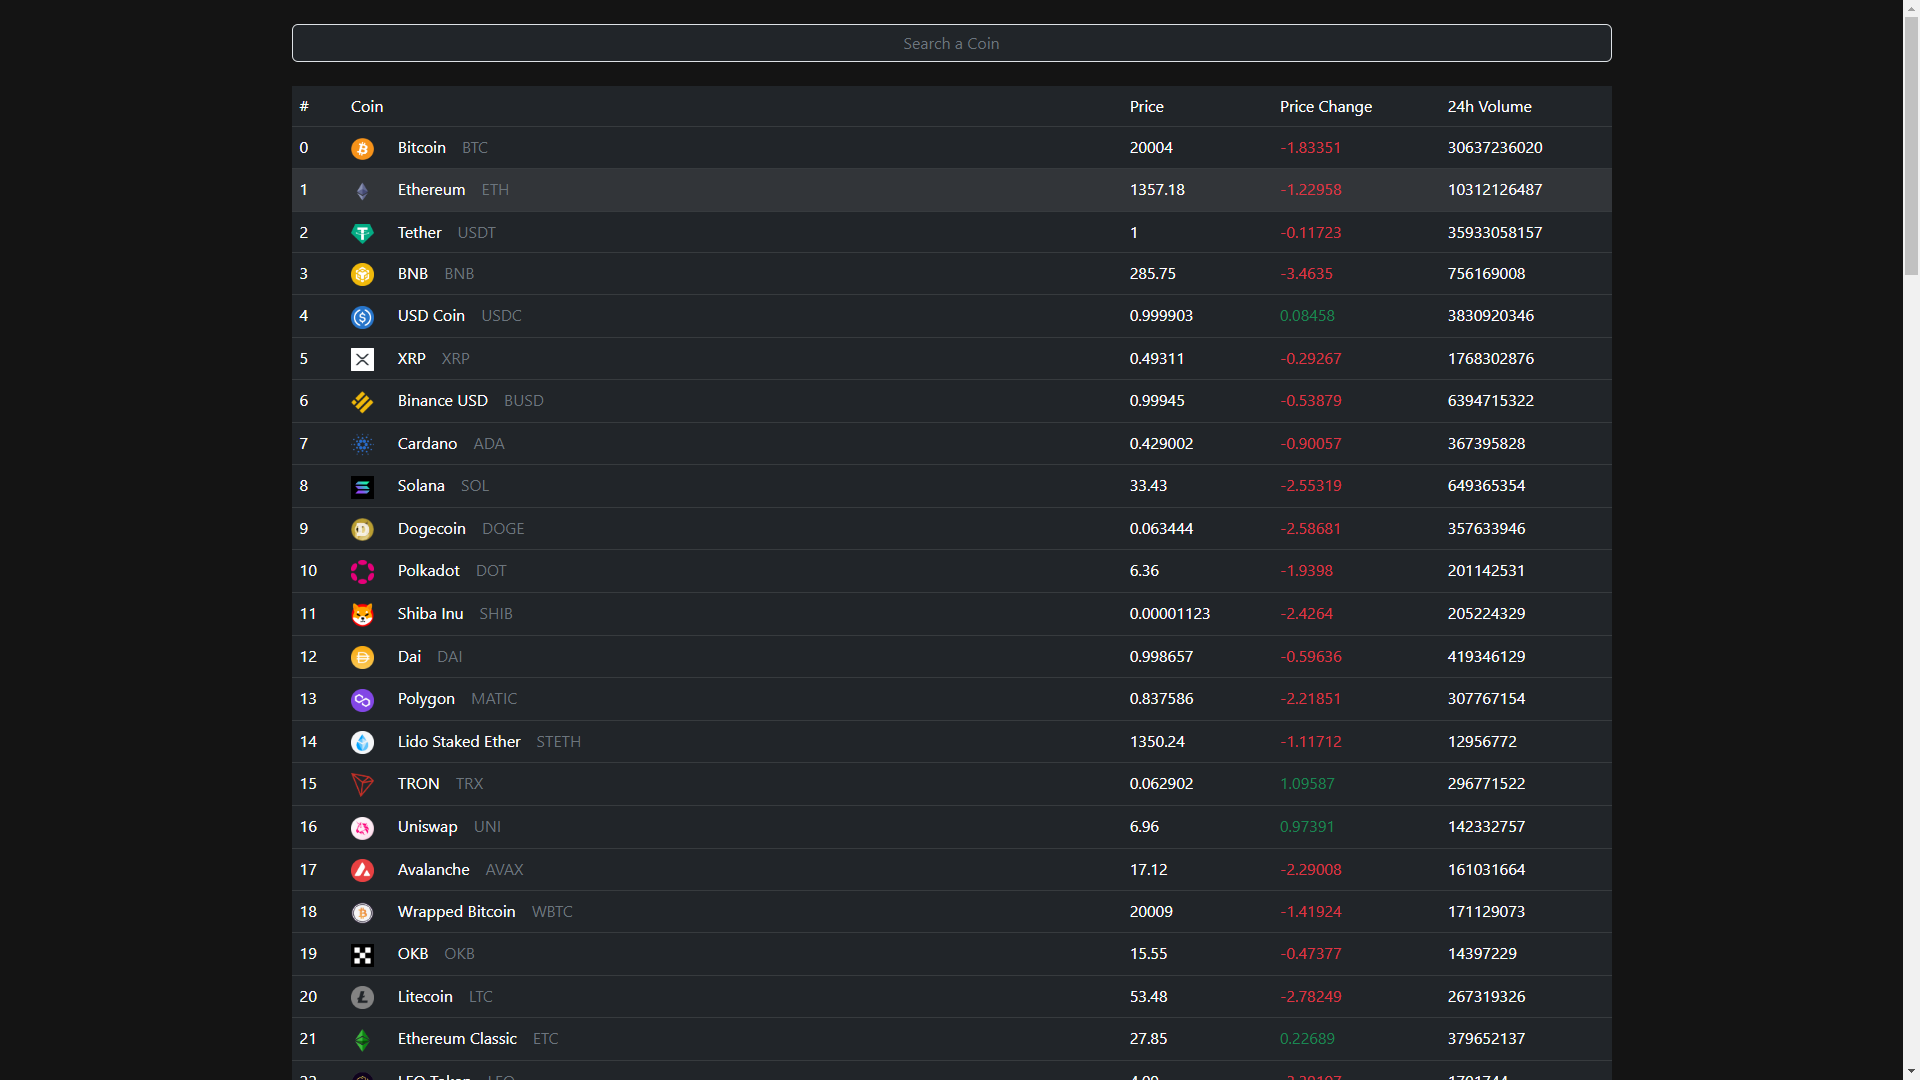 Search a Coin
# Coin Price Price Change 24h Volume
0 Bitcoin BTC 20004 -1.83351 30637236020
1 Ethereum ETH 1357.18 -1.22958 10312126487
2 Tether USDT 1 -0.11723 35933058157
3 BNB BNB 285.75 -3.4635 756169008
4 USD Coin USDC 0.999903 0.08458 3830920346
5 XRP XRP 0.49311 -0.29267 1768302876
6 Binance USD BUSD 0.99945 -0.53879 6394715322
7 Cardano ADA 0.429002 -0.90057 367395828
8 Solana SOL 33.43 -2.55319 649365354
9 Dogecoin DOGE 0.063444 -2.58681 357633946
10 Polkadot DOT 6.36 -1.9398 201142531
11 Shiba Inu SHIB 0.00001123 -2.4264 205224329
12 Dai DAI 0.998657 -0.59636 419346129
13 Polygon MATIC 0.837586 -2.21851 307767154
14 Lido Staked Ether STETH 1350.24 -1.11712 12956772
15 TRON TRX 0.062902 1.09587 296771522
16 Uniswap UNI 6.96 0.97391 142332757
17 Avalanche AVAX 17.12 -2.29008 161031664
18 Wrapped Bitcoin WBTC 20009 -1.41924 171129073
19 OKB OKB 15.55 -0.47377 14397229
20 Litecoin LTC 53.48 -2.78249 267319326
21 Ethereum Classic ETC 27.85 0.22689 379652137